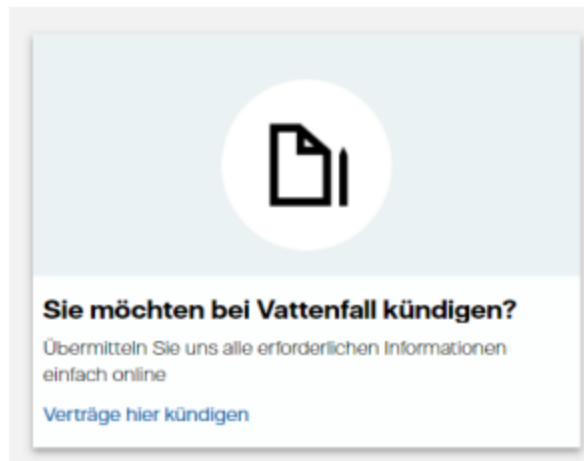 Sie möchten bei Vattenfall kündigen?
Übermitteln Sie uns alle erforderlichen Informationen
einfach online
Verträge hier kündigen